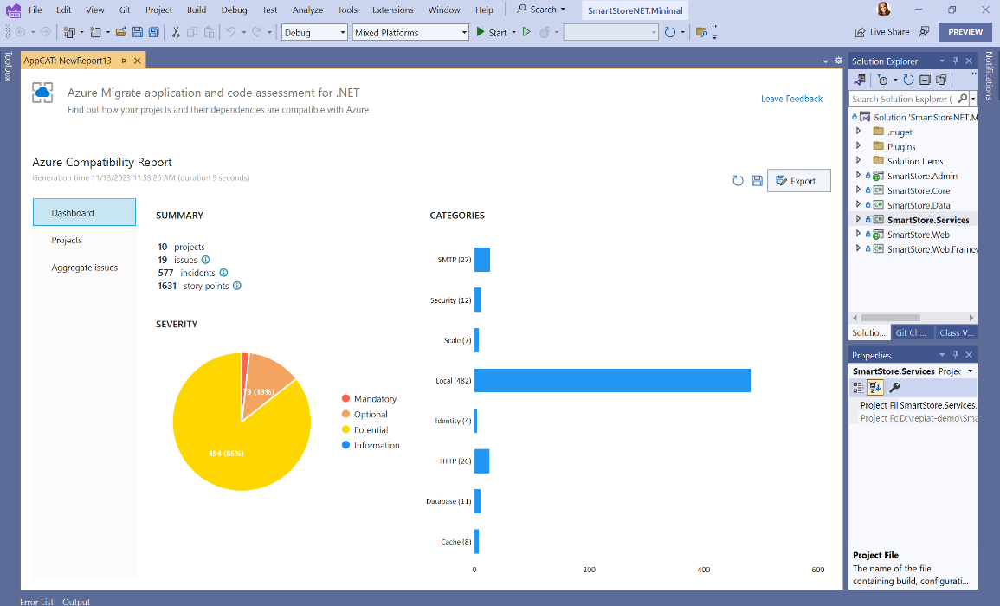 File Edit View Git Project Build Debug Test Analyze Tools Extensions Window Help Search SmartStoreNET.Minimal
Debug Mixed Platforms Start Live Share PREVIEW
Toolbox
AppCAT: NewReport13
Azure Migrate application and code assessment for .NET
Find out how your projects and their dependencies are compatible with Azure
Leave Feedback
Azure Compatibility Report
Generation time 11/13/2023 11:59:26 AM (duration 9 seconds)
Export
Dashboard
Projects
Aggregate issues
SUMMARY
10 projects
19 issues
577 incidents
1631 story points
SEVERITY
73 (13%)
494 (86%)
Mandatory
Optional
Potential
Information
CATEGORIES
SMTP (27)
Security (12)
Scale (7)
Local (482)
Identity (4)
HTTP (26)
Database (11)
Cache (8)
0 200 400 600
Solution Explorer
Search Solution Explorer (
Solution 'SmartStoreNET.M
.nuget
Plugins
Solution Items
SmartStore.Admin
SmartStore.Core
SmartStore.Data
SmartStore.Services
SmartStore.Web
SmartStore.Web.Framew
Solutio... Git Ch... Class V...
Properties
SmartStore.Services Projec
Project Fil SmartStore.Services.
Project Fc D:\replat-demo\Sma
Project File
The name of the file
containing build, configurati...
Notifications
Error List Output